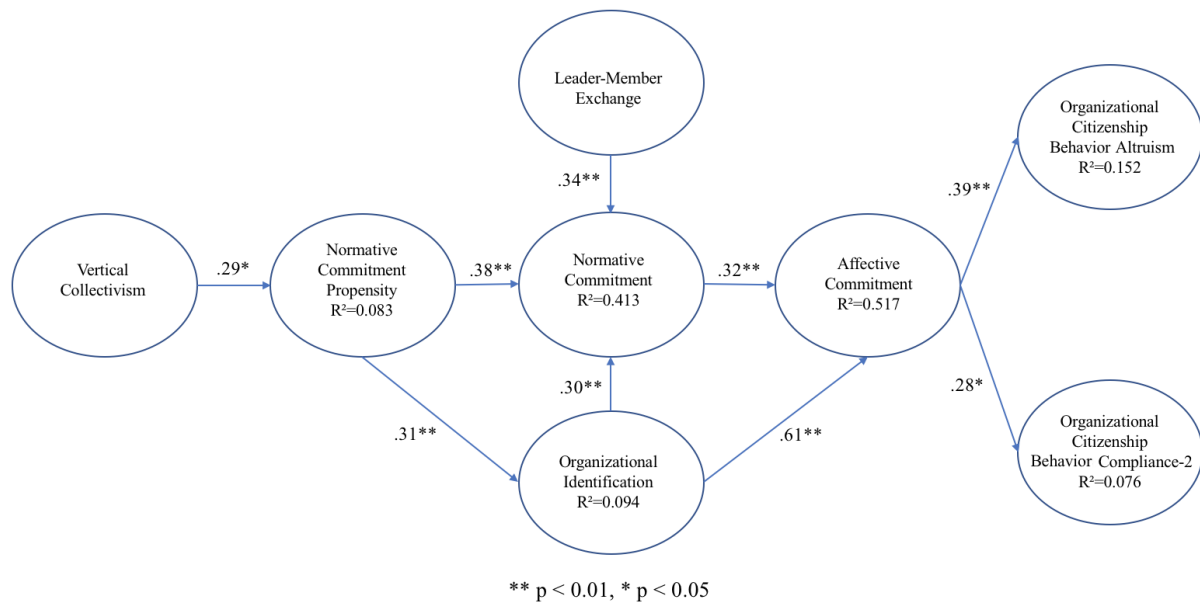 Leader-Member
Exchange
.34**
Organizational
Citizenship
Behavior Altruism
R²=0.152
.39**
Vertical
Collectivism
.29*
Normative
Commitment
Propensity
R²=0.083
.38**
Normative
Commitment
R²=0.413
.32**
Affective
Commitment
R²=0.517
.31**
.30**
.61**
.28*
Organizational
Identification
R²=0.094
Organizational
Citizenship
Behavior Compliance-2
R²=0.076
** p < 0.01, * p < 0.05